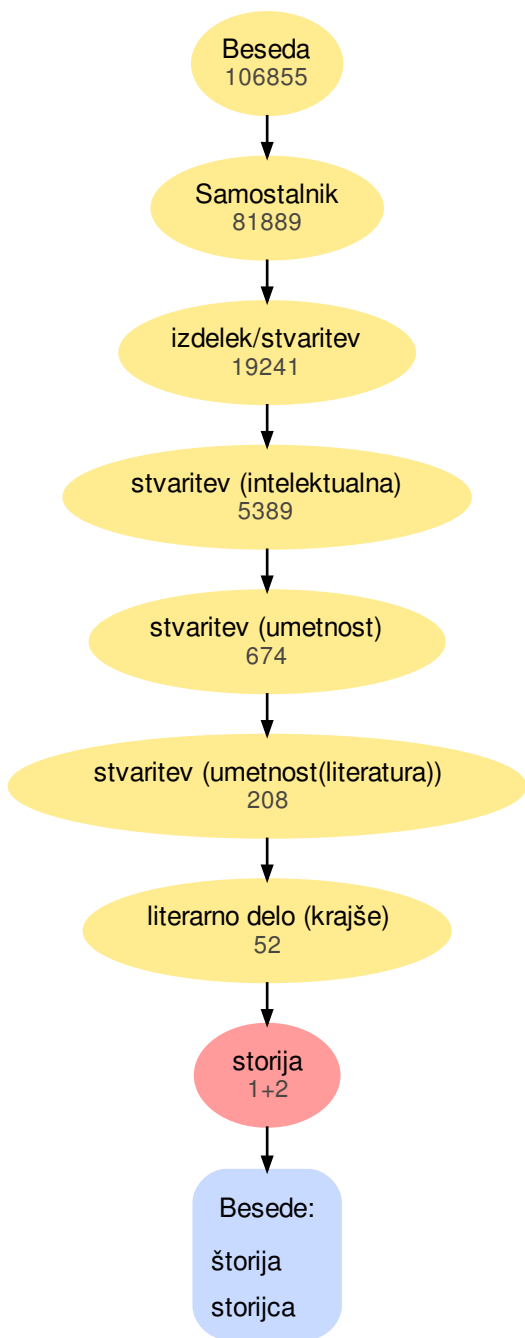 Beseda
106855
Samostalnik
81889
izdelek/stvaritev
19241
stvaritev (intelektualna)
5389
stvaritev (umetnost)
674
stvaritev (umetnost(literatura))
208
literarno delo (krajše)
52
storija
1+2
Besede:
štorija
storijca